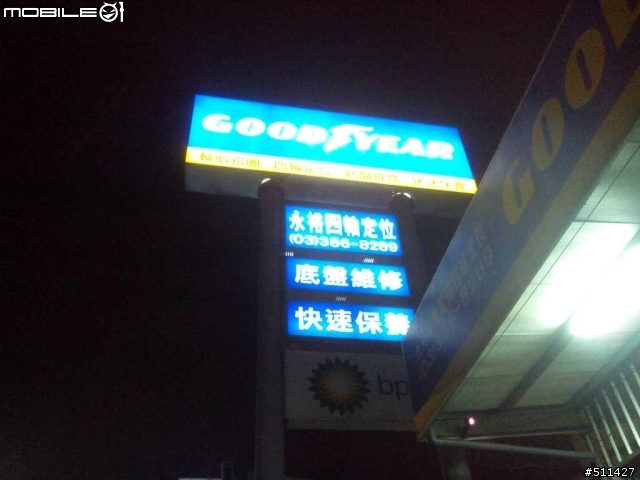 MOBILE01
GOODYEAR
永裕四輪定位
(03)386-8289
底盤維修
快速保養
bp
GOO
#511427